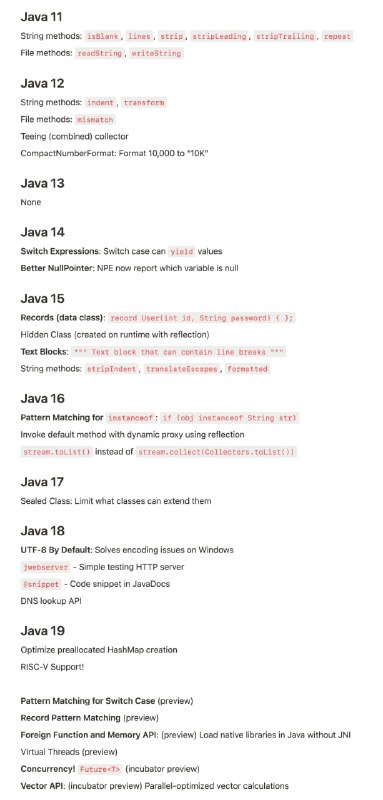 Java 11
String methods: isBlank, lines, strip, stripLeading, stripTrailing, repeat
File methods: readString, writeString
Java 12
String methods: indent, transform
File methods: mismatch
Teeing (combined) collector
CompactNumberFormat: Format 10,000 to "10K"
Java 13
None
Java 14
Switch Expressions: Switch case can yield values
Better NullPointer: NPE now report which variable is null
Java 15
Records (data class): record User(int id, String password) { };
Hidden Class (created on runtime with reflection)
Text Blocks: """ Text block that can contain line breaks """
String methods: stripIndent, translateEscapes, formatted
Java 16
Pattern Matching for instanceof: if (obj instanceof String str)
Invoke default method with dynamic proxy using reflection
stream.toList() instead of stream.collect(Collectors.toList())
Java 17
Sealed Class: Limit what classes can extend them
Java 18
UTF-8 By Default: Solves encoding issues on Windows
jwebserver - Simple testing HTTP server
@snippet - Code snippet in JavaDocs
DNS lookup API
Java 19
Optimize preallocated HashMap creation
RISC-V Support!
Pattern Matching for Switch Case (preview)
Record Pattern Matching (preview)
Foreign Function and Memory API: (preview) Load native libraries in Java without JNI
Virtual Threads (preview)
Concurrency! Future<T> (incubator preview)
Vector API: (incubator preview) Parallel-optimized vector calculations